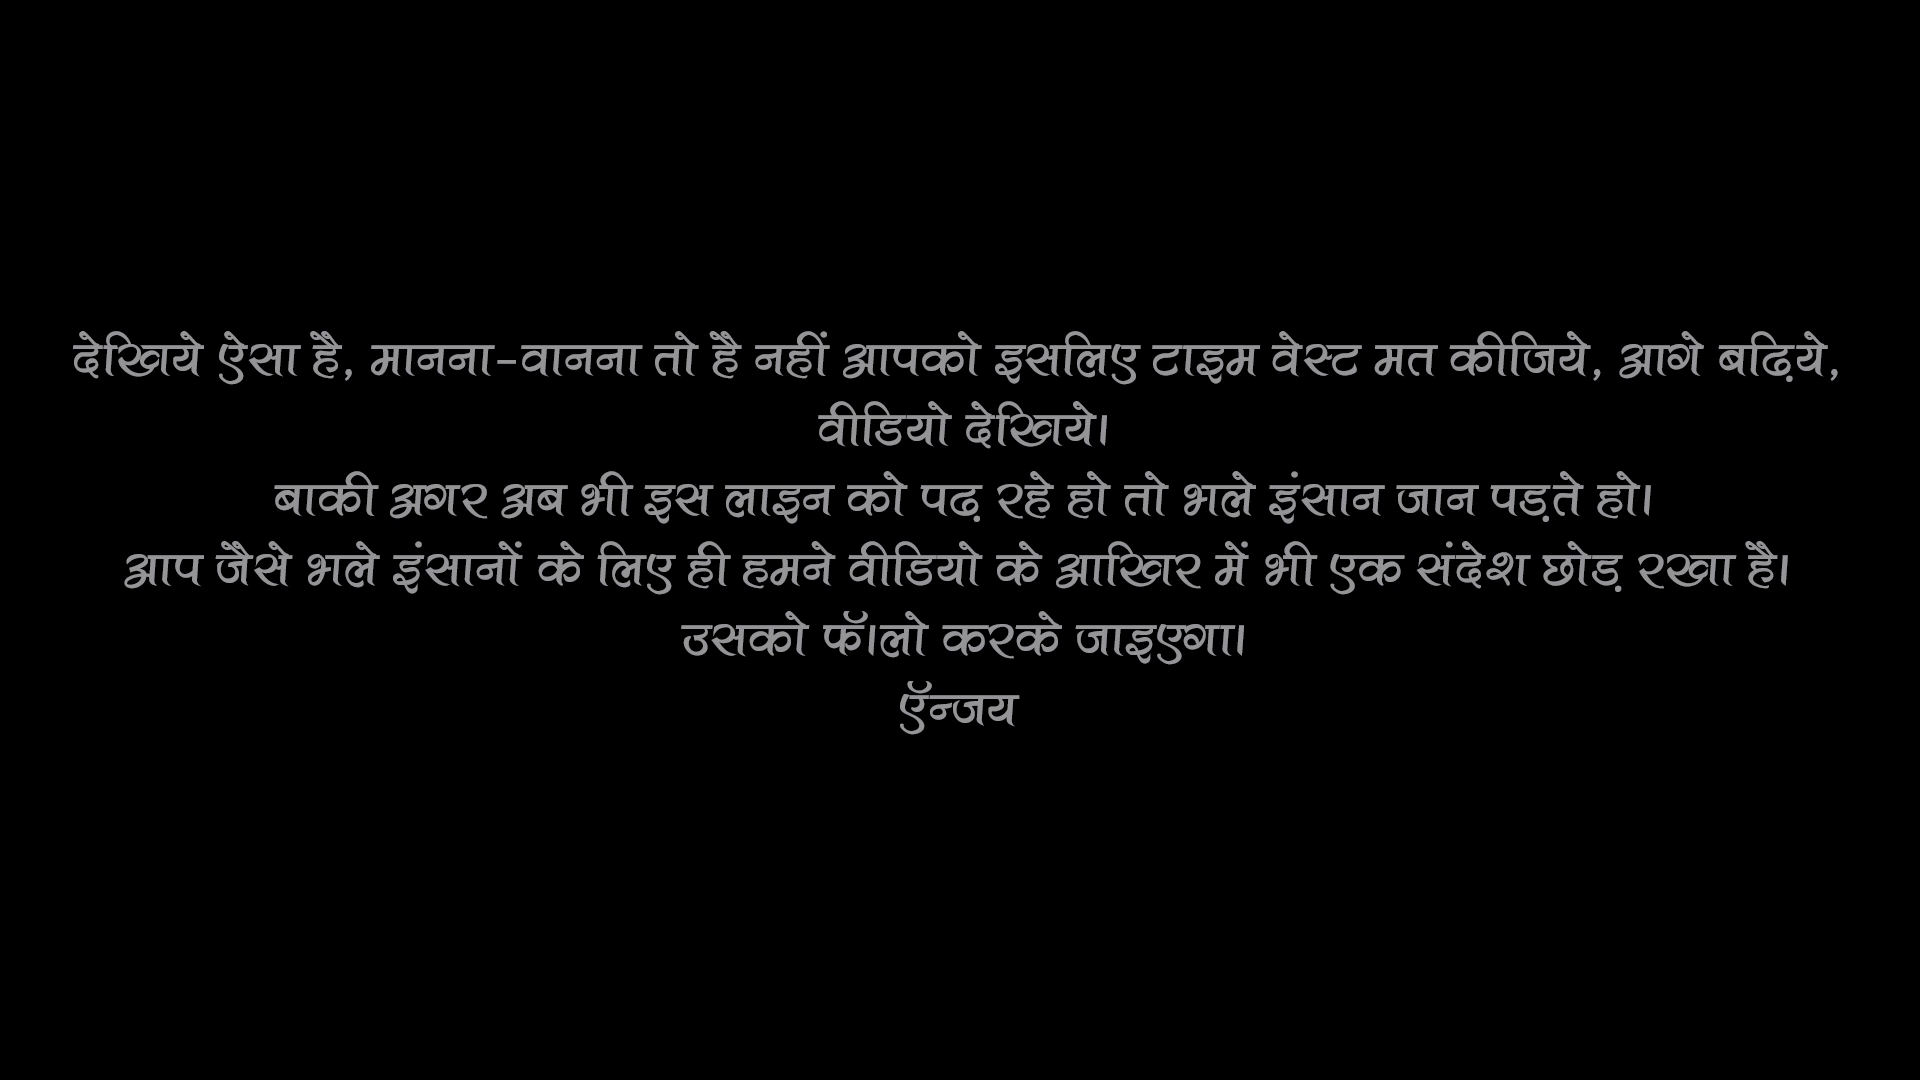 देखिये ऐसा है, मानना-वानना तो है नहीं आपको इसलिए टाइम वेस्ट मत कीजिये, आगे बढ़िये,
वीडियो देखिये।
बाकी अगर अब भी इस लाइन को पढ़ रहे हो तो भले इंसान जान पड़ते हो।
आप जैसे भले इंसानों के लिए ही हमने वीडियो के आखिर में भी एक संदेश छोड़ रखा है।
उसको फॅालो करके जाइएगा।
ऍन्जय